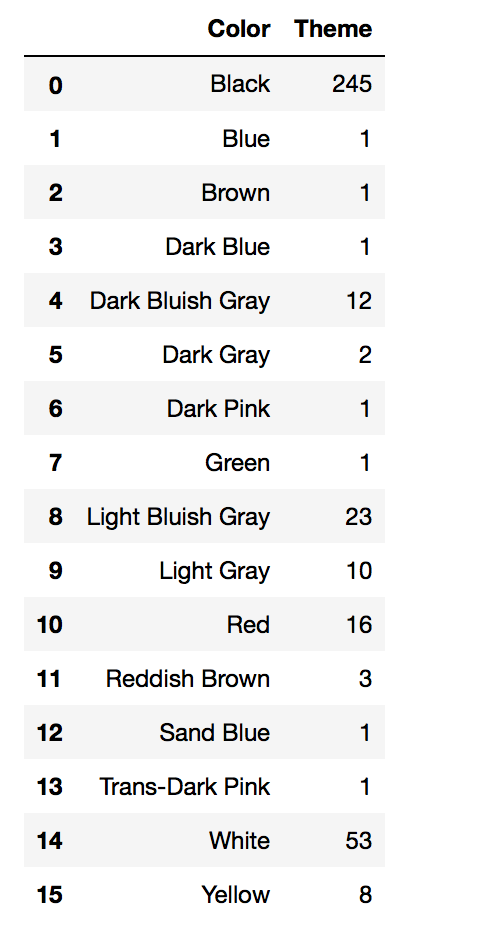 Color Theme
0 Black 245
1 Blue 1
2 Brown 1
3 Dark Blue 1
4 Dark Bluish Gray 12
5 Dark Gray 2
6 Dark Pink 1
7 Green 1
8 Light Bluish Gray 23
9 Light Gray 10
10 Red 16
11 Reddish Brown 3
12 Sand Blue 1
13 Trans-Dark Pink 1
14 White 53
15 Yellow 8